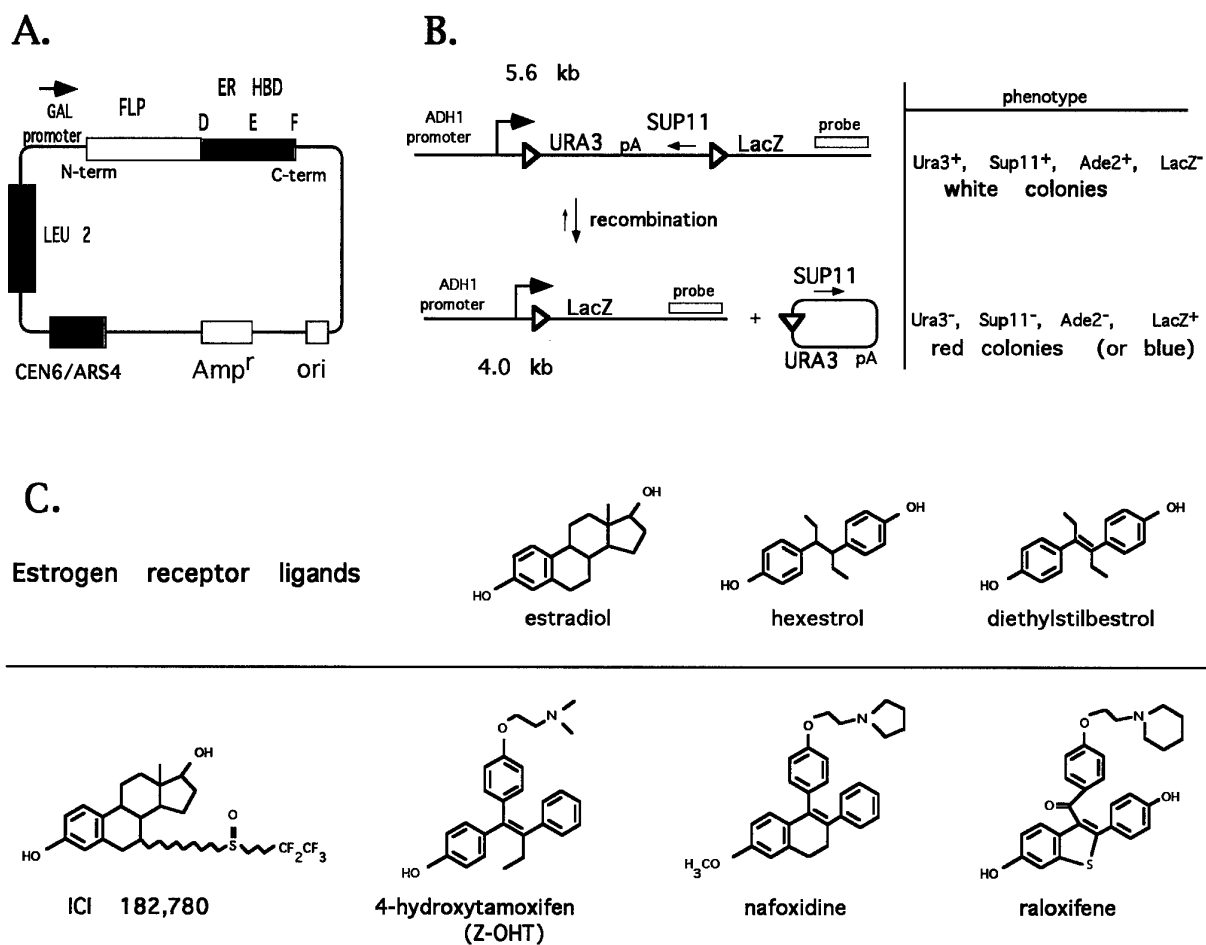 A.
GAL
promoter
FLP
ER HBD
D E F
N-term
C-term
LEU 2
CEN6/ARS4
Ampr
ori
B.
5.6 kb
ADH1
promoter
URA3
pA
SUP11
LacZ
probe
recombination
ADH1
promoter
LacZ
probe
4.0 kb
+
SUP11
URA3
pA
phenotype
Ura3+, Sup11+, Ade2+, LacZ-
white colonies
Ura3-, Sup11-, Ade2-, LacZ+
red colonies (or blue)
C.
Estrogen receptor ligands
OH
HO
estradiol
OH
HO
hexestrol
OH
HO
diethylstilbestrol
OH
HO
O
S
CF2CF3
ICI 182,780
N
O
HO
4-hydroxytamoxifen
(Z-OHT)
N
O
H3CO
nafoxidine
N
O
O
OH
HO
S
raloxifene